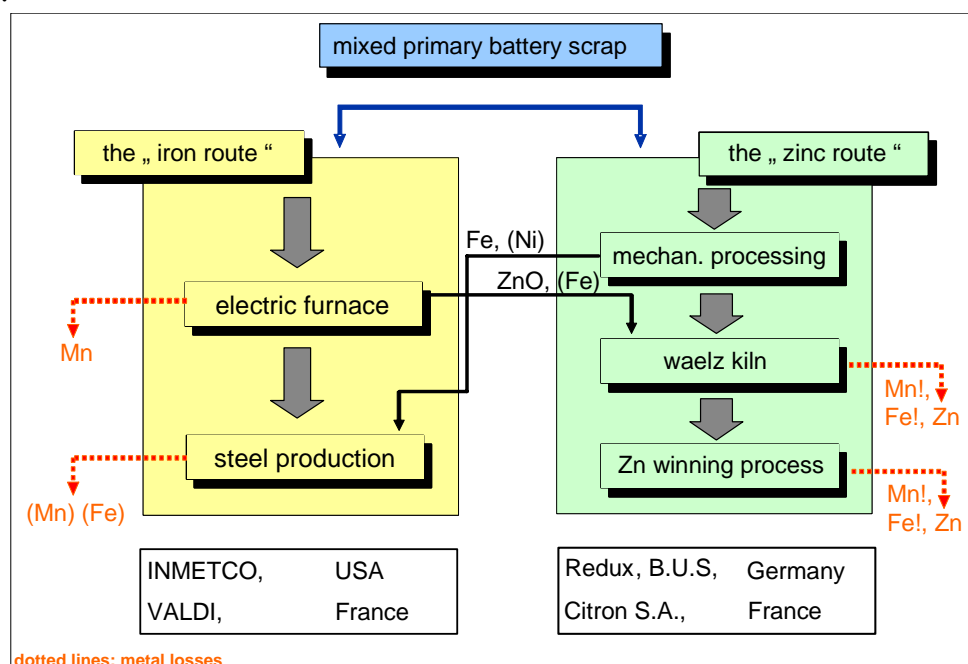 mixed primary battery scrap
the „ iron route “
the „ zinc route “
Fe, (Ni)
mechan. processing
ZnO, (Fe)
electric furnace
Mn
waelz kiln
Mn!,
Fe!, Zn
steel production
Zn winning process
(Mn) (Fe)
Mn!,
Fe!, Zn
INMETCO, USA
VALDI, France
Redux, B.U.S, Germany
Citron S.A., France
dotted lines: metal losses